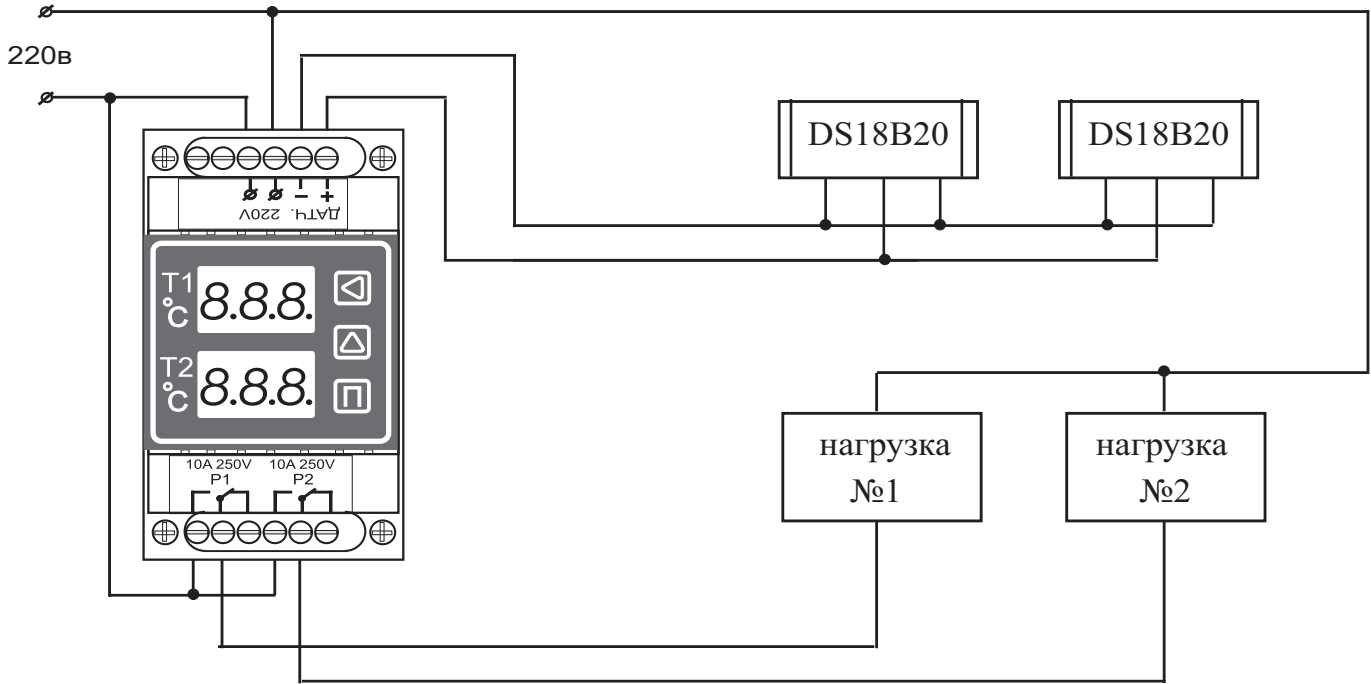 220в
DS18B20
DS18B20
+
−
ДАТЧ. 220V
T1
°C
8.8.8.
T2
°C
8.8.8.
П
нагрузка
№1
нагрузка
№2
10A 250V
P1
10A 250V
P2